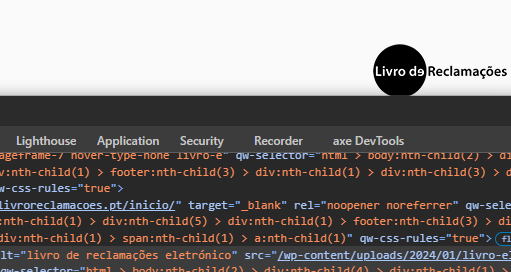 Livro de Reclamações
Lighthouse Application Security Recorder axe DevTools
ageframe-7 hover-type-none livro-e" qw-selector="html > body:nth-child(2) > di
iv:nth-child(1) > footer:nth-child(3) > div:nth-child(1) > div:nth-child(3) > d
w-css-rules="true">
livroreclamacoes.pt/inicio/" target="_blank" rel="noopener noreferrer" qw-sele
th-child(1) > div:nth-child(5) > div:nth-child(1) > footer:nth-child(3) > div:n
div:nth-child(1) > span:nth-child(1) > a:nth-child(1)" qw-css-rules="true">
lt="livro de reclamações eletrónico" src="/wp-content/uploads/2024/01/livro-el
qw-selector="html > body:nth-child(2) > div:nth-child(4) > div:nth-child(1) >